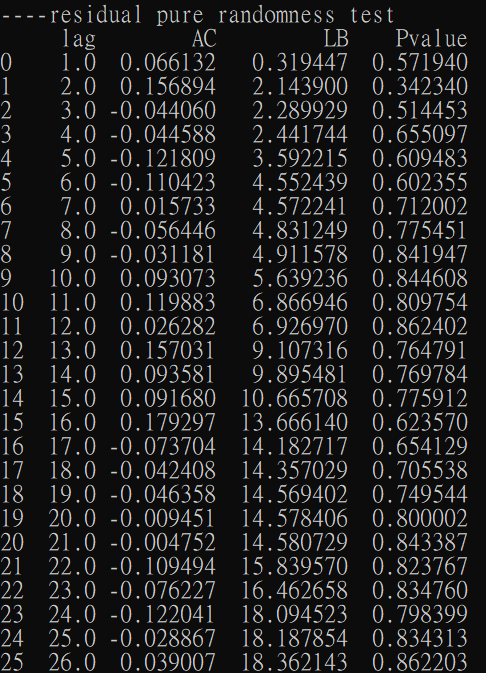 ----residual pure randomness test
lag AC LB Pvalue
0 1.0 0.066132 0.319447 0.571940
1 2.0 0.156894 2.143900 0.342340
2 3.0 -0.044060 2.289929 0.514453
3 4.0 -0.044588 2.441744 0.655097
4 5.0 -0.121809 3.592215 0.609483
5 6.0 -0.110423 4.552439 0.602355
6 7.0 0.015733 4.572241 0.712002
7 8.0 -0.056446 4.831249 0.775451
8 9.0 -0.031181 4.911578 0.841947
9 10.0 0.093073 5.639236 0.844608
10 11.0 0.119883 6.866946 0.809754
11 12.0 0.026282 6.926970 0.862402
12 13.0 0.157031 9.107316 0.764791
13 14.0 0.093581 9.895481 0.769784
14 15.0 0.091680 10.665708 0.775912
15 16.0 0.179297 13.666140 0.623570
16 17.0 -0.073704 14.182717 0.654129
17 18.0 -0.042408 14.357029 0.705538
18 19.0 -0.046358 14.569402 0.749544
19 20.0 -0.009451 14.578406 0.800002
20 21.0 -0.004752 14.580729 0.843387
21 22.0 -0.109494 15.839570 0.823767
22 23.0 -0.076227 16.462658 0.834760
23 24.0 -0.122041 18.094523 0.798399
24 25.0 -0.028867 18.187854 0.834313
25 26.0 0.039007 18.362143 0.862203